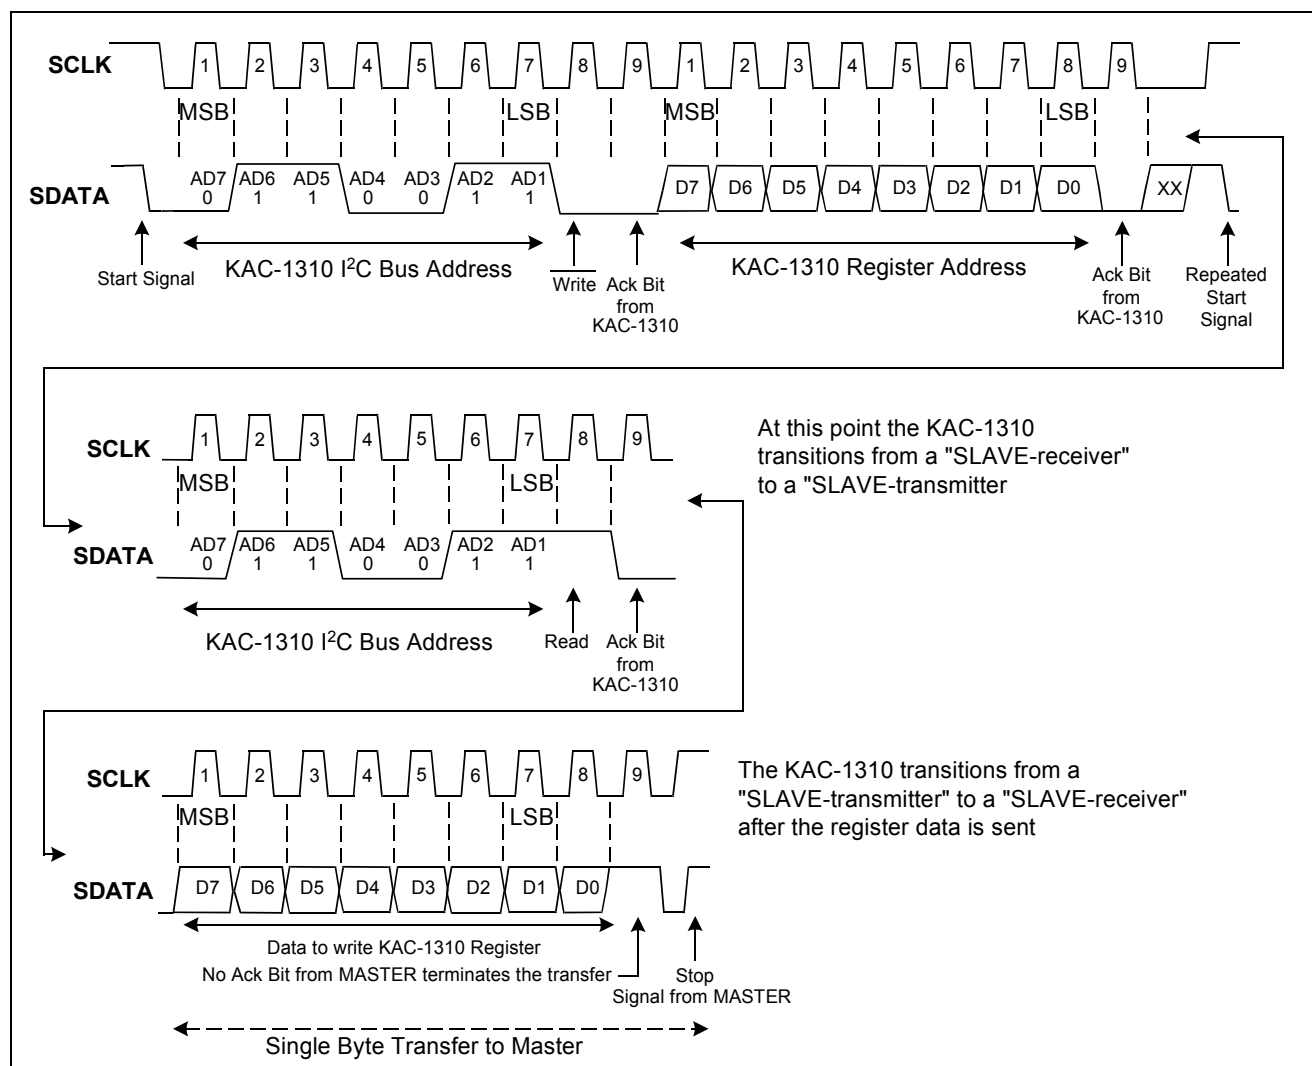 SCLK 1 2 3 4 5 6 7 8 9 1 2 3 4 5 6 7 8 9
MSB LSB MSB LSB
SDATA AD7 AD6 AD5 AD4 AD3 AD2 AD1 D7 D6 D5 D4 D3 D2 D1 D0 XX
0 1 1 0 0 1 1
Start Signal
KAC-1310 I²C Bus Address
Write
Ack Bit
from
KAC-1310
KAC-1310 Register Address
Ack Bit
from
KAC-1310
Repeated
Start
Signal
SCLK 1 2 3 4 5 6 7 8 9
MSB LSB
SDATA AD7 AD6 AD5 AD4 AD3 AD2 AD1
0 1 1 0 0 1 1
KAC-1310 I²C Bus Address
Read
Ack Bit
from
KAC-1310
At this point the KAC-1310
transitions from a "SLAVE-receiver"
to a "SLAVE-transmitter
SCLK 1 2 3 4 5 6 7 8 9
MSB LSB
SDATA D7 D6 D5 D4 D3 D2 D1 D0
Data to write KAC-1310 Register
No Ack Bit from MASTER terminates the transfer
Stop
Signal from MASTER
Single Byte Transfer to Master
The KAC-1310 transitions from a
"SLAVE-transmitter" to a "SLAVE-receiver"
after the register data is sent